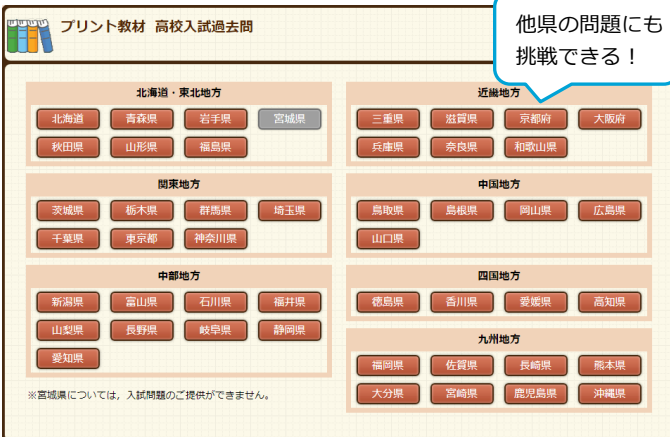 プリント教材 高校入試過去問
他県の問題にも
挑戦できる！
北海道・東北地方
北海道 青森県 岩手県 宮城県
秋田県 山形県 福島県
関東地方
茨城県 栃木県 群馬県 埼玉県
千葉県 東京都 神奈川県
中部地方
新潟県 富山県 石川県 福井県
山梨県 長野県 岐阜県 静岡県
愛知県
※宮城県については，入試問題のご提供ができません。
近畿地方
三重県 滋賀県 京都府 大阪府
兵庫県 奈良県 和歌山県
中国地方
鳥取県 島根県 岡山県 広島県
山口県
四国地方
徳島県 香川県 愛媛県 高知県
九州地方
福岡県 佐賀県 長崎県 熊本県
大分県 宮崎県 鹿児島県 沖縄県